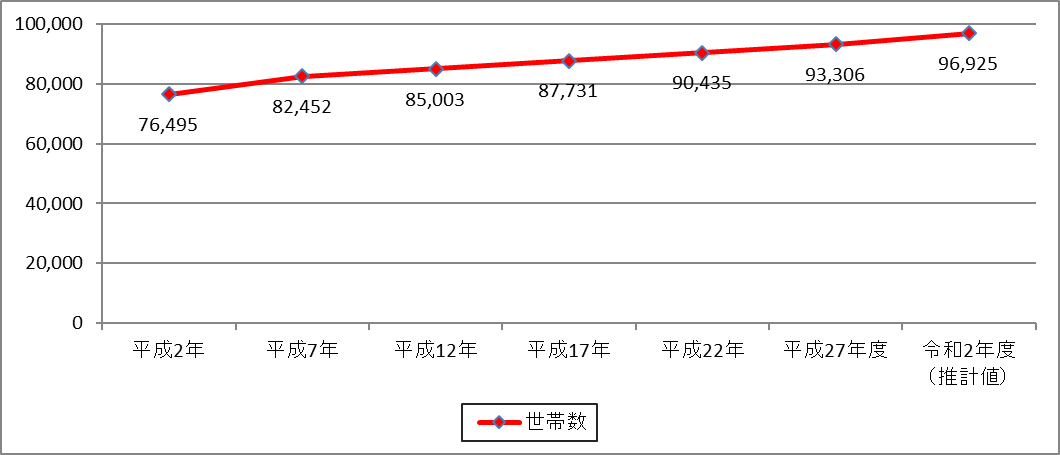 100,000
80,000
60,000
40,000
20,000
0
76,495
82,452
85,003
87,731
90,435
93,306
96,925
平成2年
平成7年
平成12年
平成17年
平成22年
平成27年度
令和2年度
（推計値）
世帯数